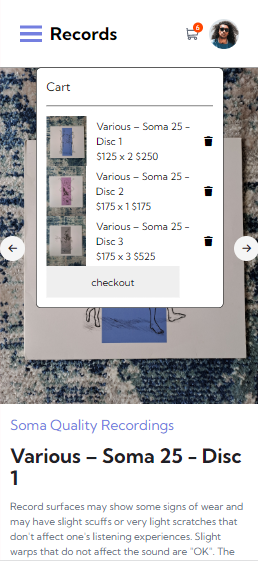 Records
6
Cart
Various – Soma 25 -
Disc 1
$125 x 2 $250
Various – Soma 25 -
Disc 2
$175 x 1 $175
Various – Soma 25 -
Disc 3
$175 x 3 $525
checkout
Soma Quality Recordings
Various – Soma 25 - Disc
1
Record surfaces may show some signs of wear and
may have slight scuffs or very light scratches that
don't affect one's listening experiences. Slight
warps that do not affect the sound are "OK". The